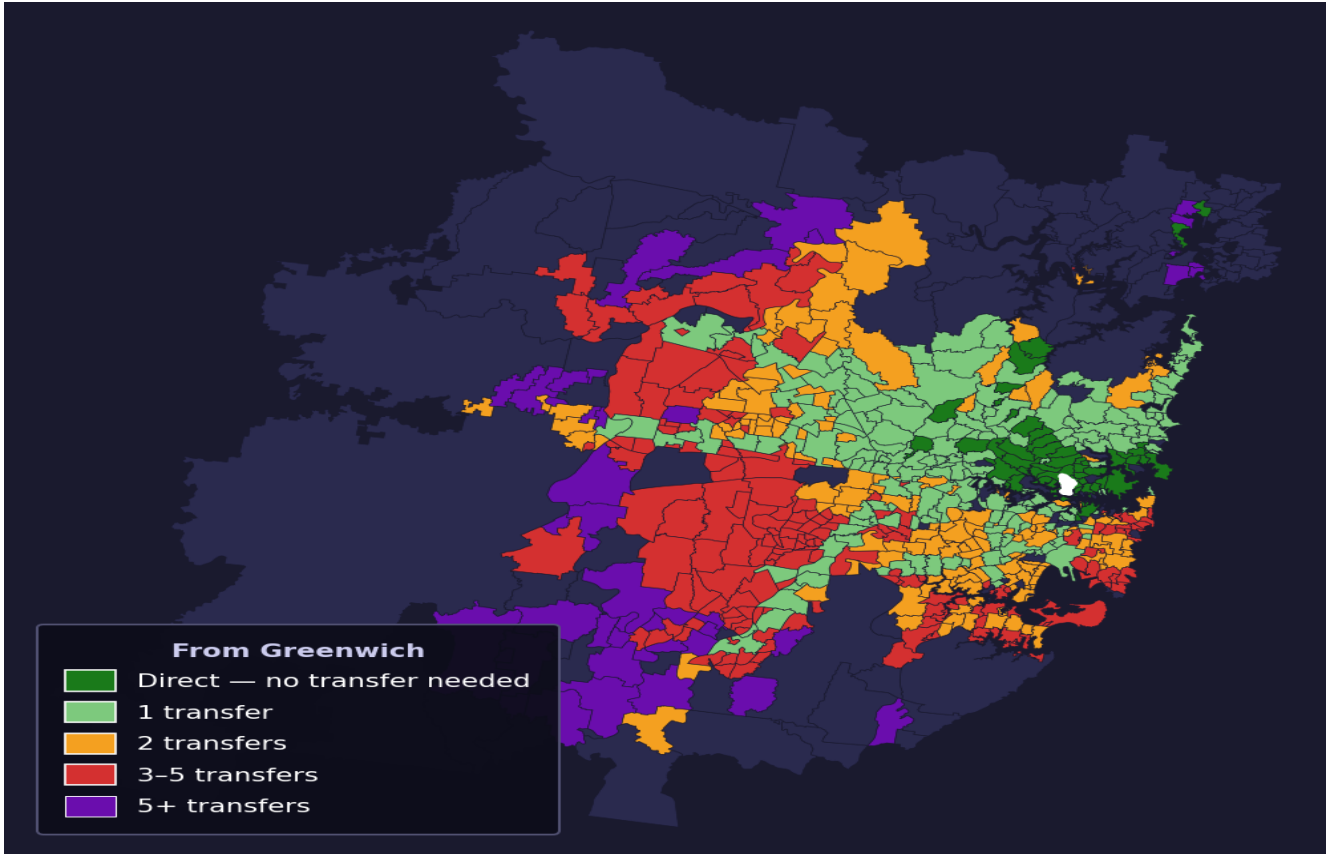 From Greenwich
Direct — no transfer needed
1 transfer
2 transfers
3–5 transfers
5+ transfers